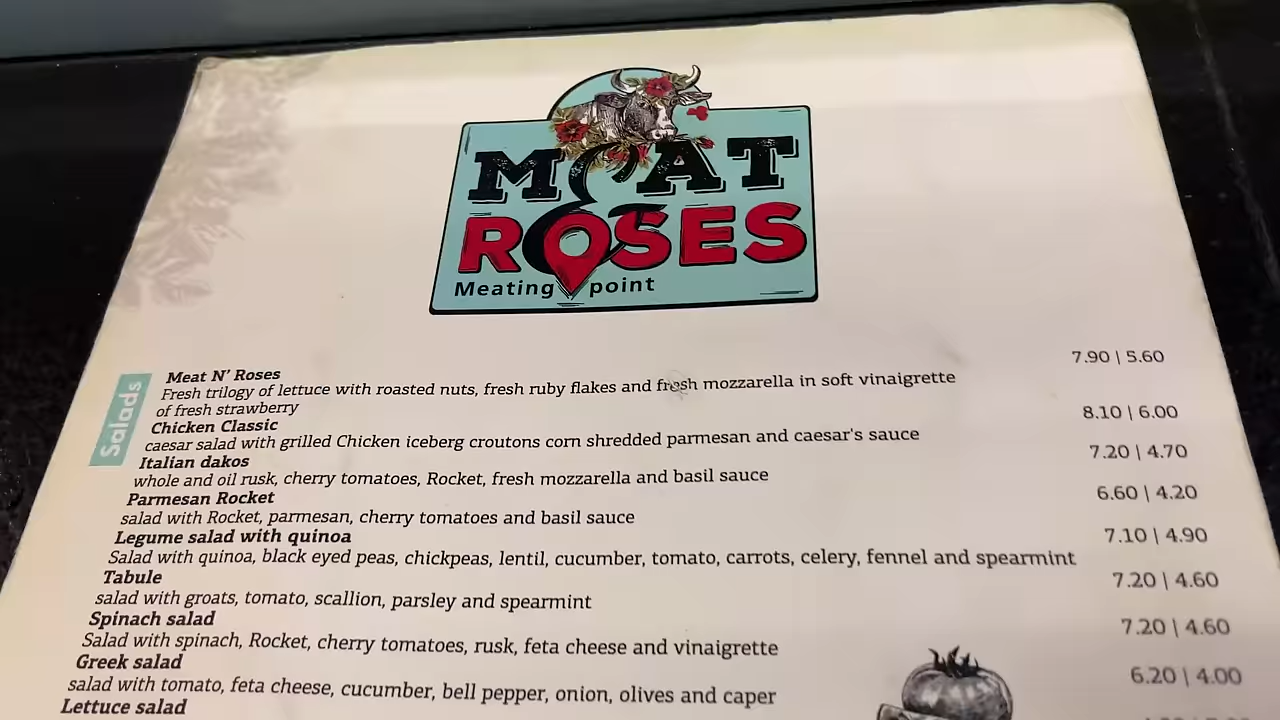 MEAT
&
ROSES
Meating point
Salads
Meat N' Roses 7.90 | 5.60
Fresh trilogy of lettuce with roasted nuts, fresh ruby flakes and fresh mozzarella in soft vinaigrette
of fresh strawberry
Chicken Classic 8.10 | 6.00
caesar salad with grilled Chicken iceberg croutons corn shredded parmesan and caesar's sauce
Italian dakos 7.20 | 4.70
whole and oil rusk, cherry tomatoes, Rocket, fresh mozzarella and basil sauce
Parmesan Rocket 6.60 | 4.20
salad with Rocket, parmesan, cherry tomatoes and basil sauce
Legume salad with quinoa 7.10 | 4.90
Salad with quinoa, black eyed peas, chickpeas, lentil, cucumber, tomato, carrots, celery, fennel and spearmint
Tabule 7.20 | 4.60
salad with groats, tomato, scallion, parsley and spearmint
Spinach salad 7.20 | 4.60
Salad with spinach, Rocket, cherry tomatoes, rusk, feta cheese and vinaigrette
Greek salad 6.20 | 4.00
salad with tomato, feta cheese, cucumber, bell pepper, onion, olives and caper
Lettuce salad